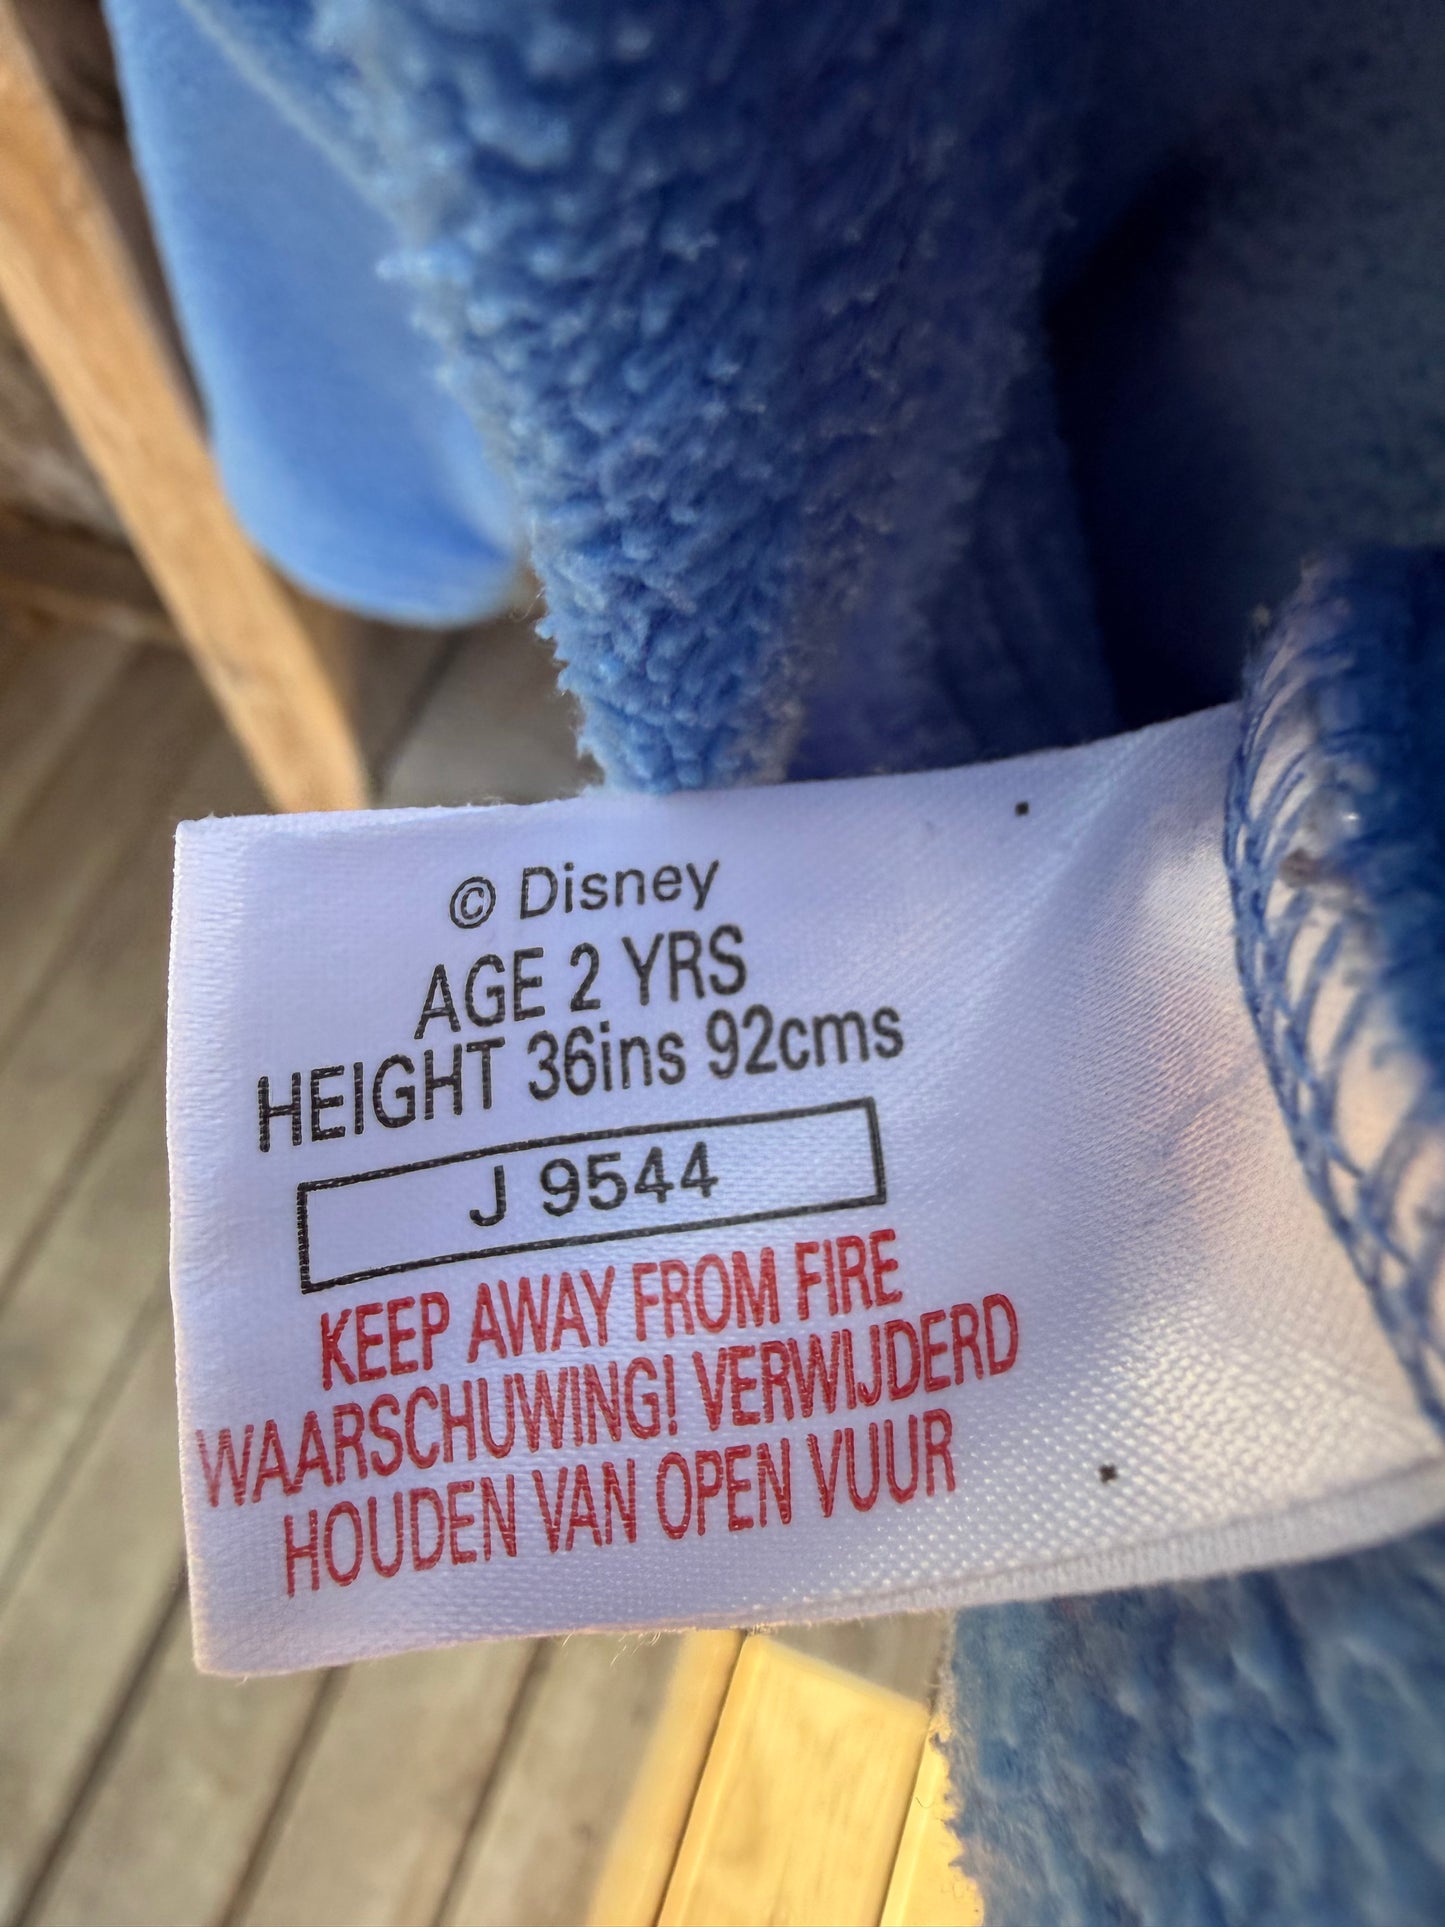 © Disney
AGE 2 YRS
HEIGHT 36ins 92cms
J 9544
KEEP AWAY FROM FIRE
WAARSCHUWING! VERWIJDERD
HOUDEN VAN OPEN VUUR